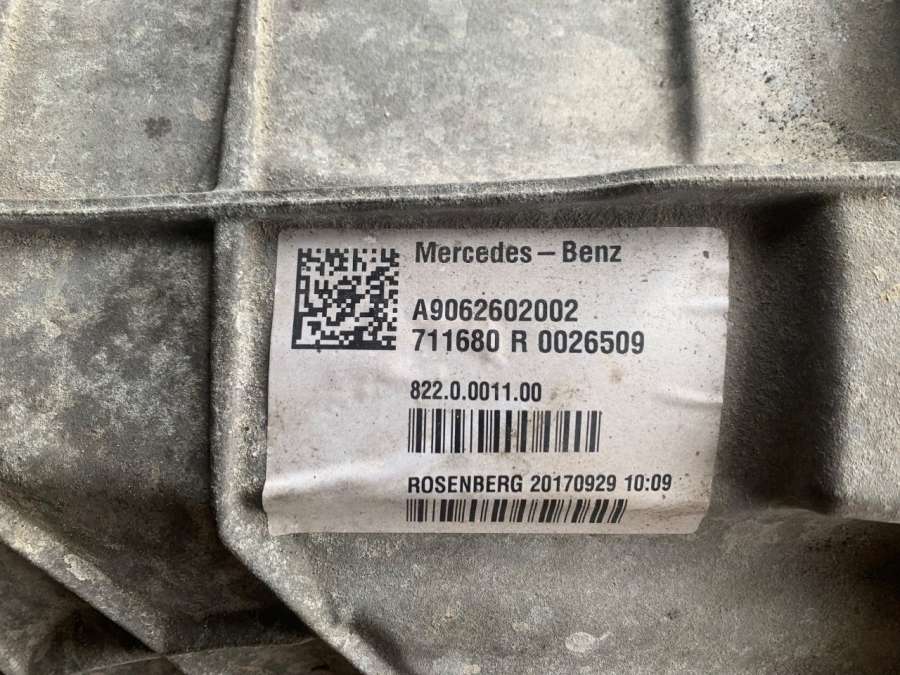 Mercedes – Benz
A9062602002
711680 R 0026509
822.0.0011.00
ROSENBERG 20170929 10:09